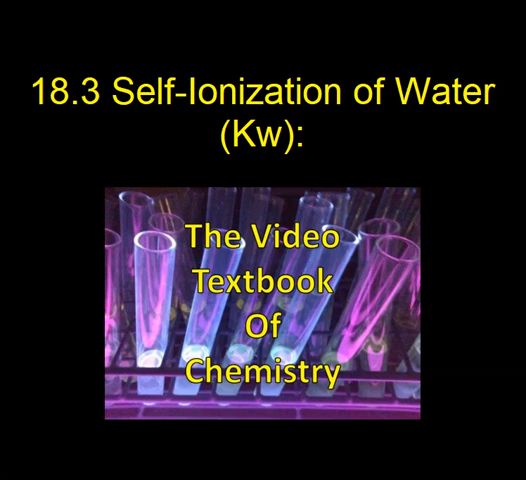 18.3 Self-Ionization of Water
(Kw):
The Video
Textbook
Of
Chemistry